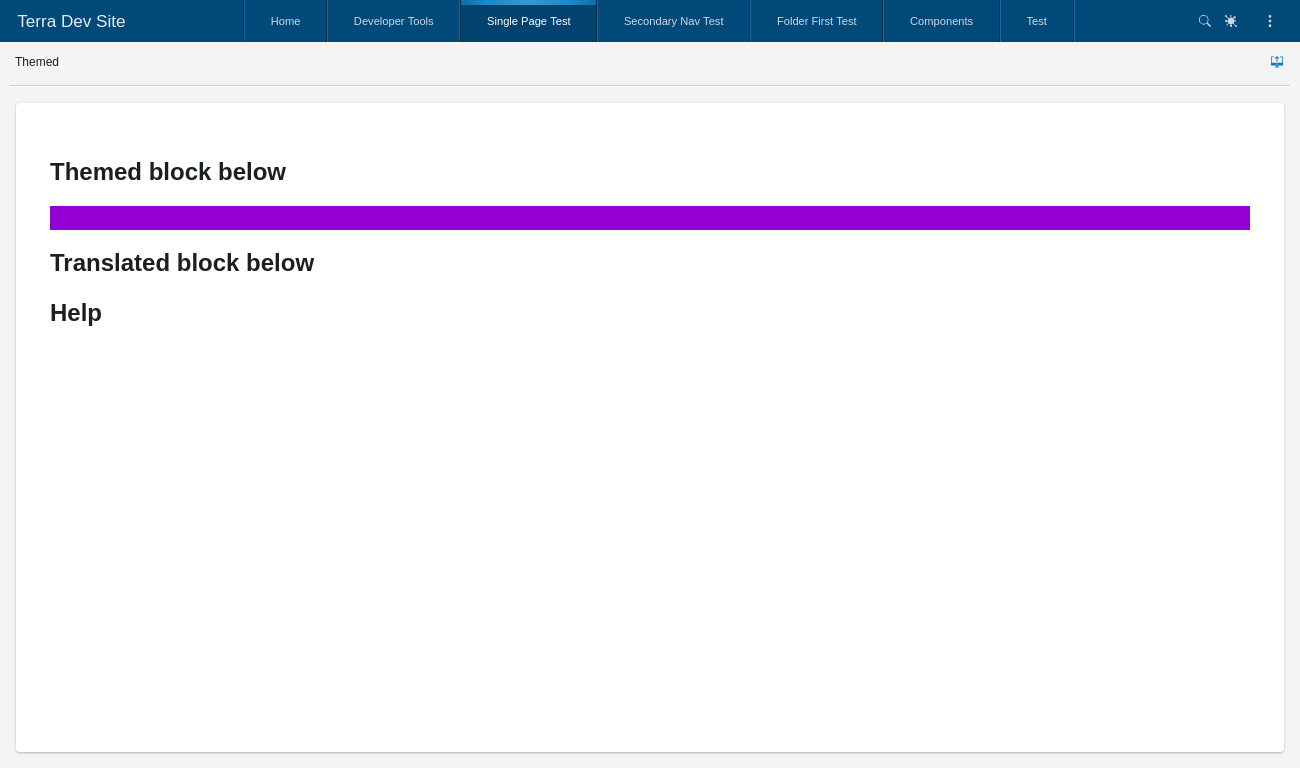 Terra Dev Site
Home
Developer Tools
Single Page Test
Secondary Nav Test
Folder First Test
Components
Test
Themed
Themed block below
Translated block below
Help